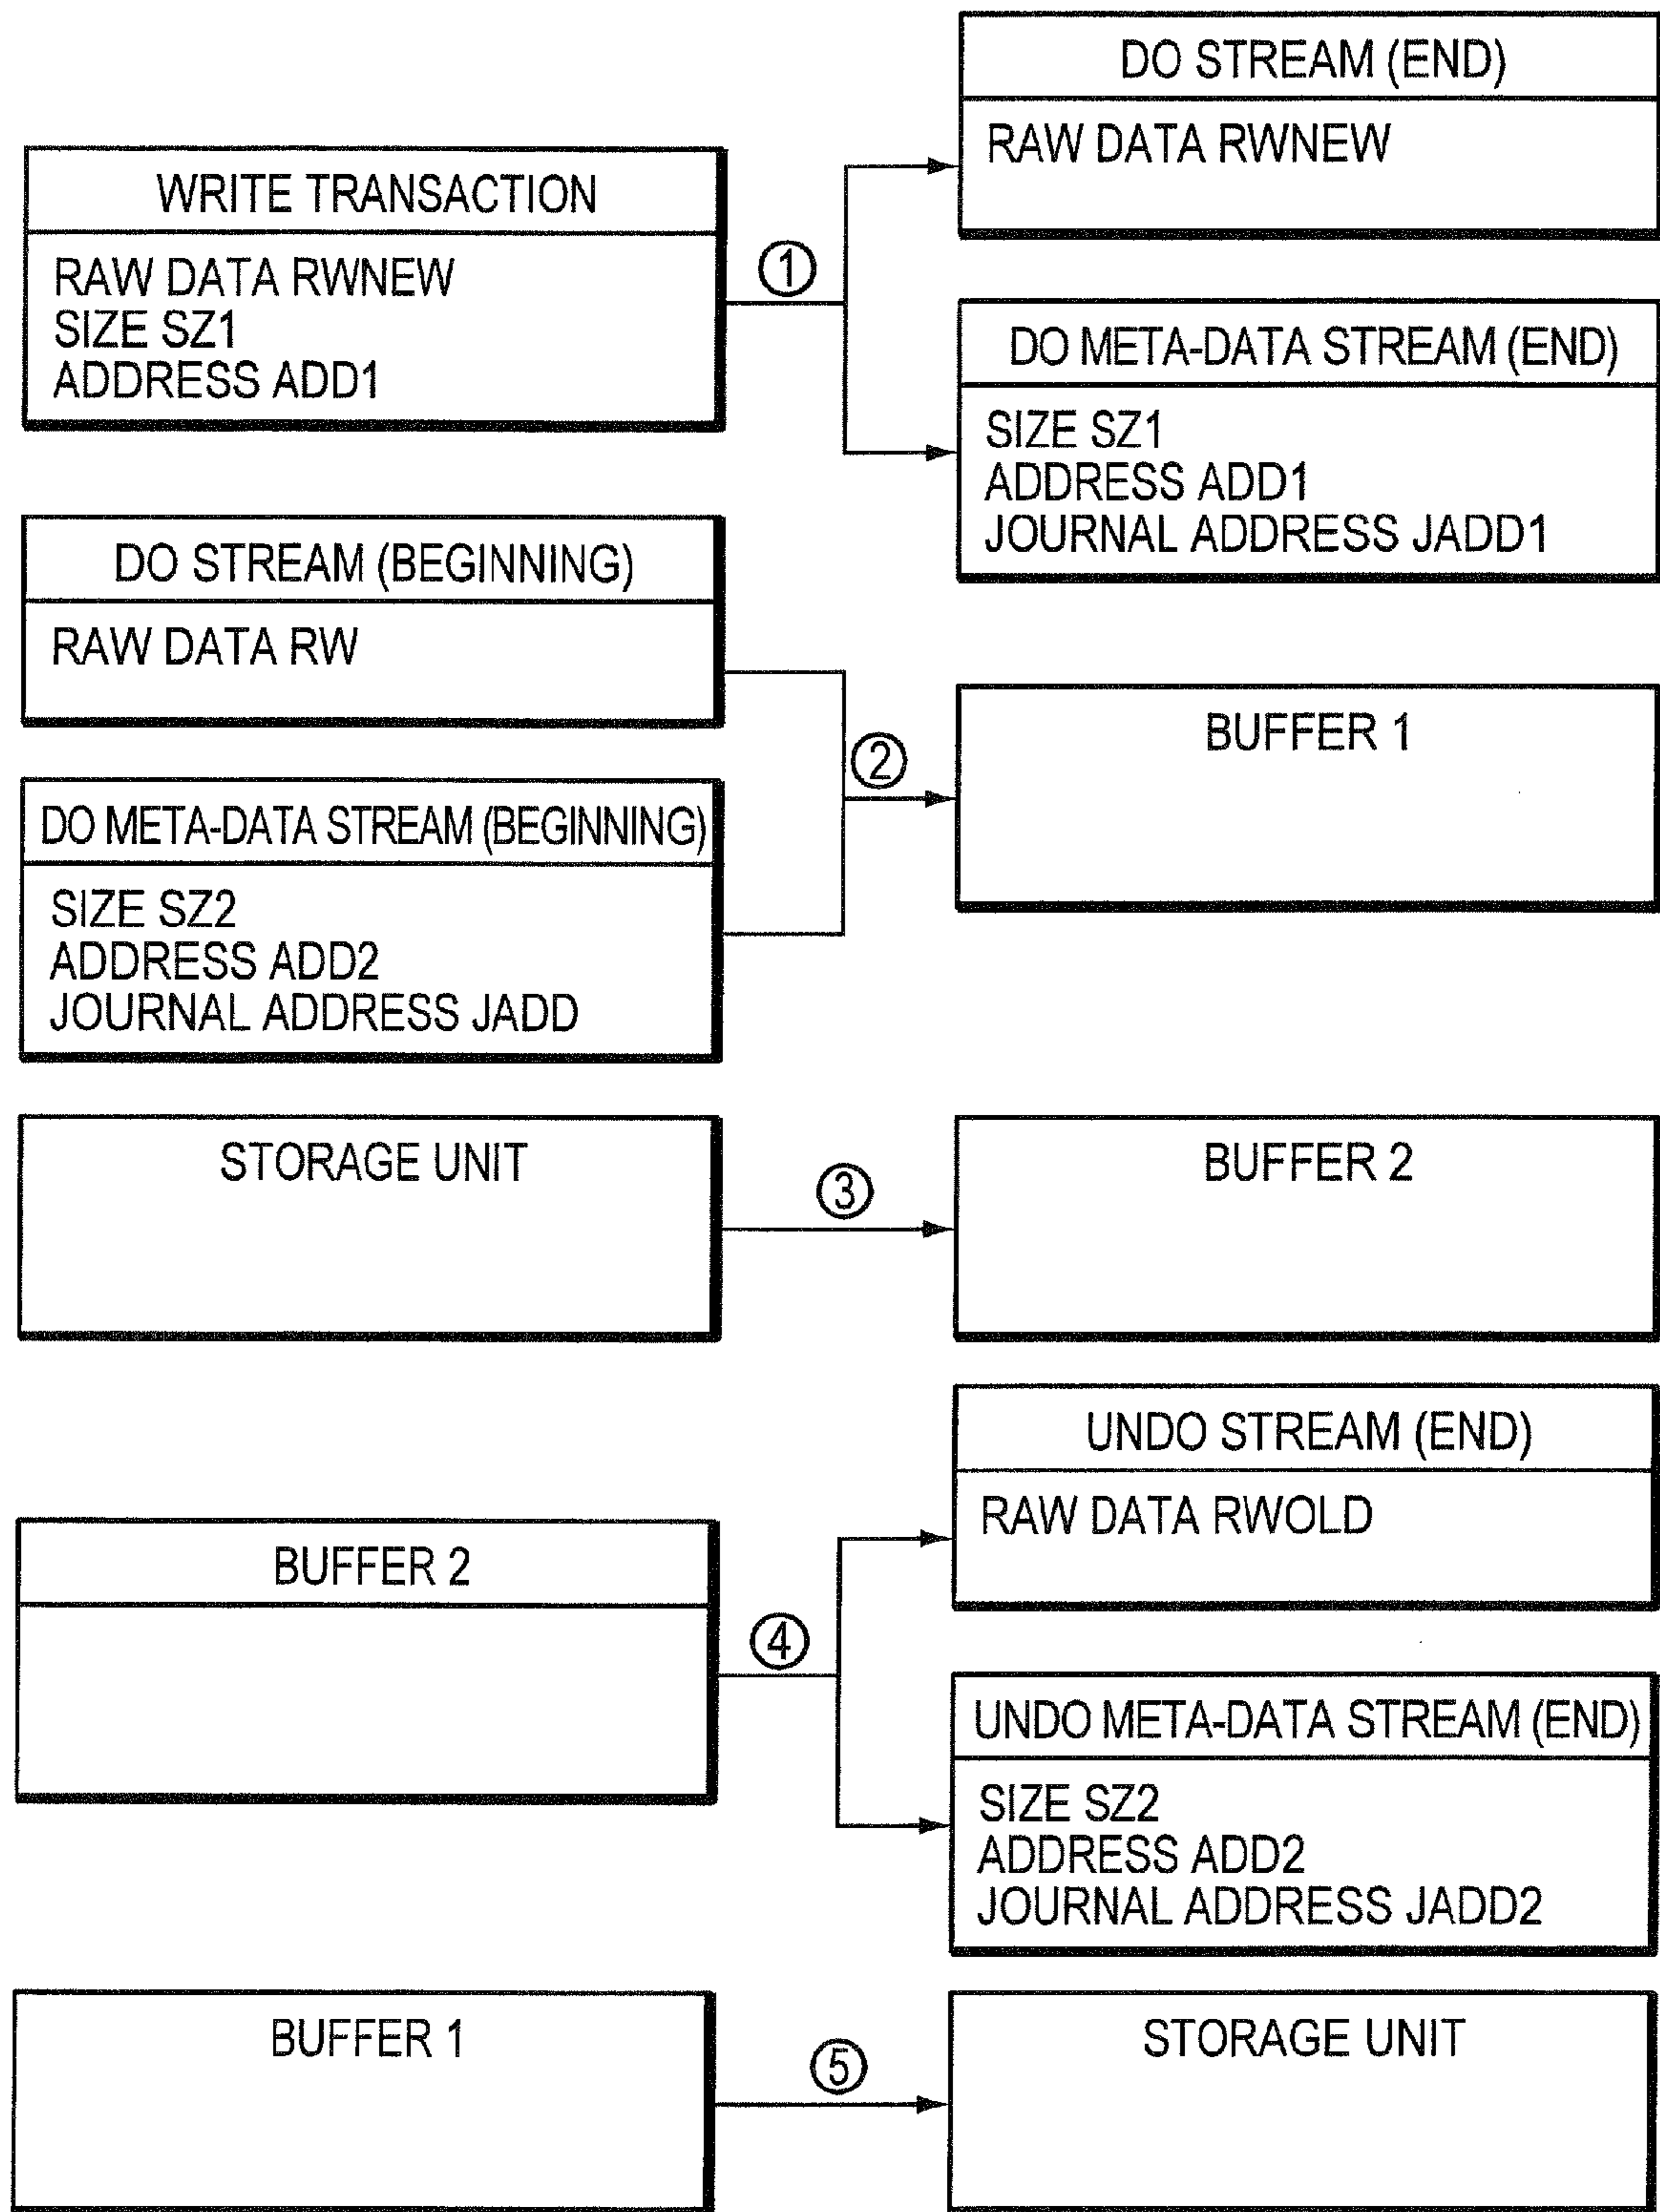 DO STREAM (END)
RAW DATA RWNEW
WRITE TRANSACTION
RAW DATA RWNEW
SIZE SZ1
ADDRESS ADD1
①
DO META-DATA STREAM (END)
SIZE SZ1
ADDRESS ADD1
JOURNAL ADDRESS JADD1
DO STREAM (BEGINNING)
RAW DATA RW
DO META-DATA STREAM (BEGINNING)
SIZE SZ2
ADDRESS ADD2
JOURNAL ADDRESS JADD
②
BUFFER 1
STORAGE UNIT
③
BUFFER 2
BUFFER 2
④
UNDO STREAM (END)
RAW DATA RWOLD
UNDO META-DATA STREAM (END)
SIZE SZ2
ADDRESS ADD2
JOURNAL ADDRESS JADD2
BUFFER 1
⑤
STORAGE UNIT